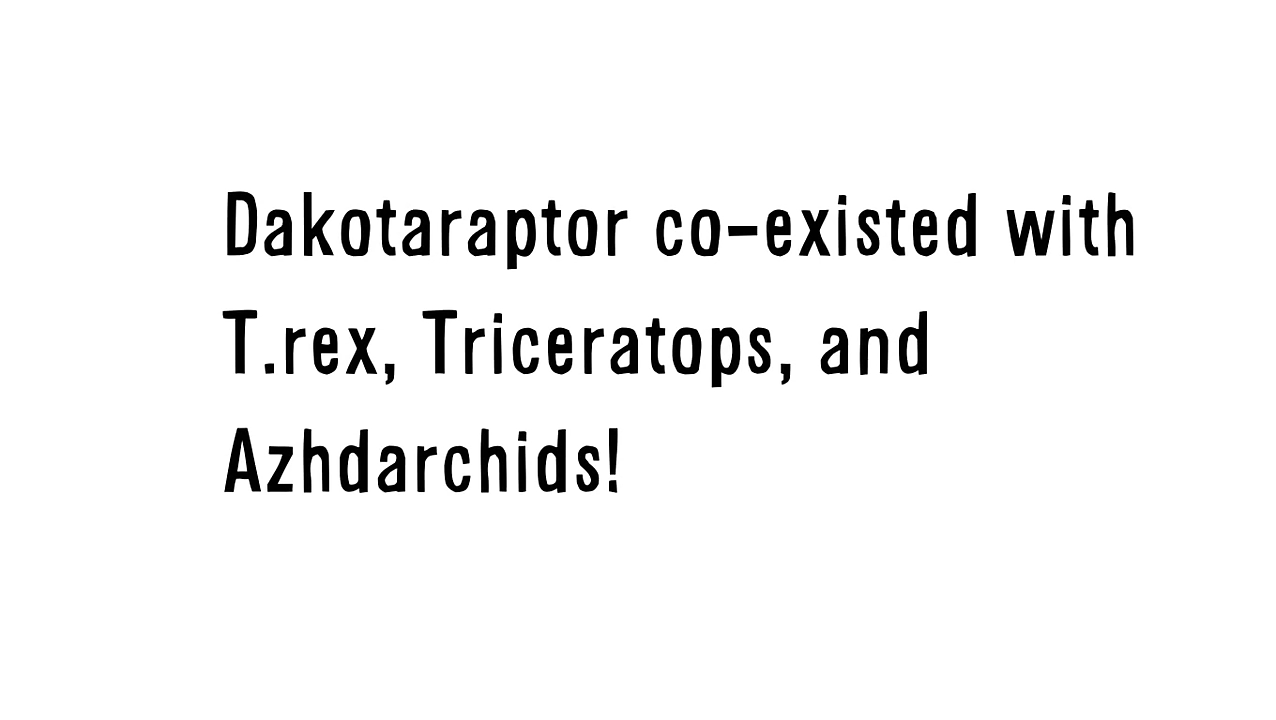 Dakotaraptor co-existed with
T.rex, Triceratops, and
Azhdarchids!